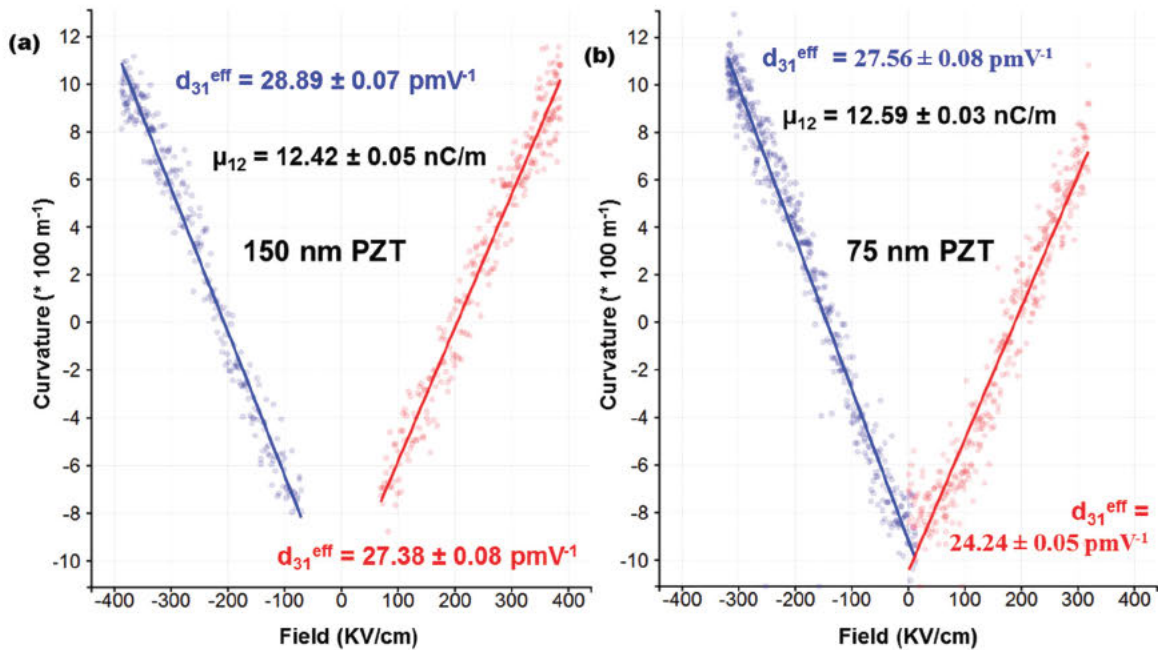 (a)
Curvature (* 100 m⁻¹)
12
10
8
6
4
2
0
-2
-4
-6
-8
-10
d₃₁ᵉᶠᶠ = 28.89 ± 0.07 pmV⁻¹
μ₁₂ = 12.42 ± 0.05 nC/m
150 nm PZT
d₃₁ᵉᶠᶠ = 27.38 ± 0.08 pmV⁻¹
-400 -300 -200 -100 0 100 200 300 400
Field (KV/cm)
(b)
Curvature (* 100 m⁻¹)
12
10
8
6
4
2
0
-2
-4
-6
-8
-10
d₃₁ᵉᶠᶠ = 27.56 ± 0.08 pmV⁻¹
μ₁₂ = 12.59 ± 0.03 nC/m
75 nm PZT
d₃₁ᵉᶠᶠ =
24.24 ± 0.05 pmV⁻¹
-400 -300 -200 -100 0 100 200 300 400
Field (KV/cm)